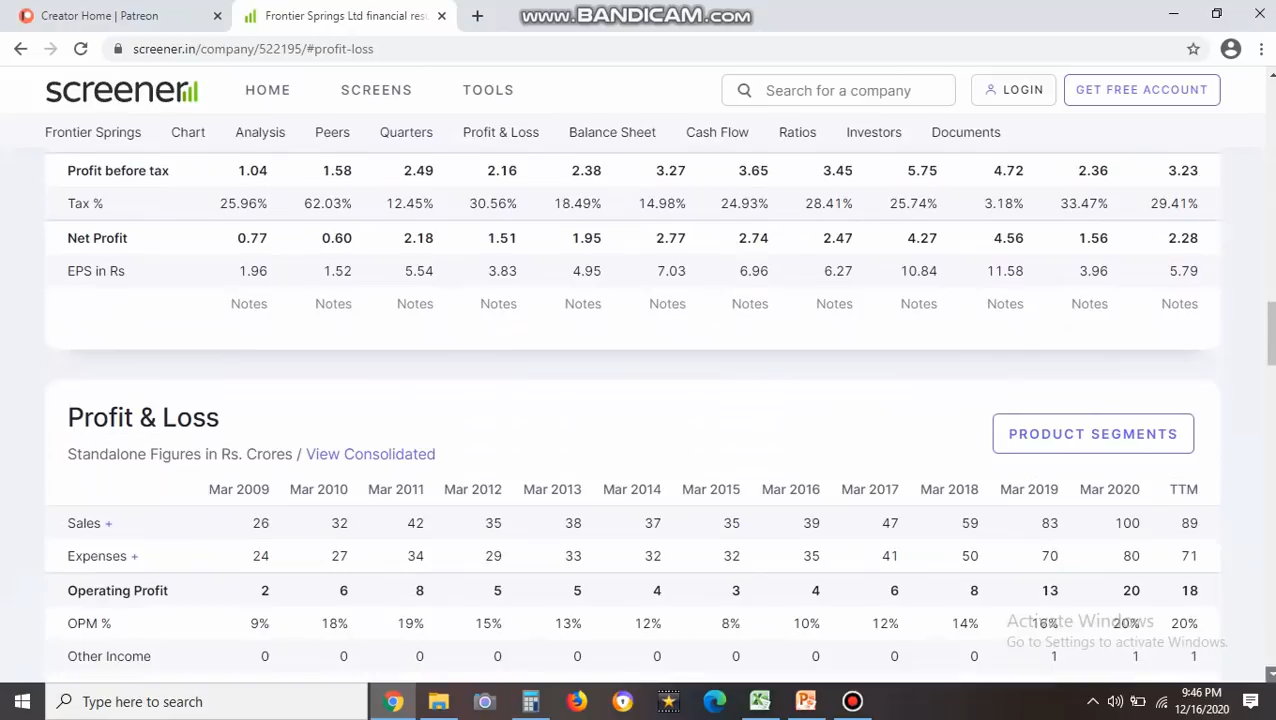 Creator Home | Patreon
Frontier Springs Ltd financial res
WWW.BANDICAM.COM
screener.in/company/522195/#profit-loss
screener HOME SCREENS TOOLS Search for a company LOGIN GET FREE ACCOUNT
Frontier Springs Chart Analysis Peers Quarters Profit & Loss Balance Sheet Cash Flow Ratios Investors Documents
Profit before tax 1.04 1.58 2.49 2.16 2.38 3.27 3.65 3.45 5.75 4.72 2.36 3.23
Tax % 25.96% 62.03% 12.45% 30.56% 18.49% 14.98% 24.93% 28.41% 25.74% 3.18% 33.47% 29.41%
Net Profit 0.77 0.60 2.18 1.51 1.95 2.77 2.74 2.47 4.27 4.56 1.56 2.28
EPS in Rs 1.96 1.52 5.54 3.83 4.95 7.03 6.96 6.27 10.84 11.58 3.96 5.79
Notes Notes Notes Notes Notes Notes Notes Notes Notes Notes Notes Notes
Profit & Loss
PRODUCT SEGMENTS
Standalone Figures in Rs. Crores / View Consolidated
Mar 2009 Mar 2010 Mar 2011 Mar 2012 Mar 2013 Mar 2014 Mar 2015 Mar 2016 Mar 2017 Mar 2018 Mar 2019 Mar 2020 TTM
Sales + 26 32 42 35 38 37 35 39 47 59 83 100 89
Expenses + 24 27 34 29 33 32 32 35 41 50 70 80 71
Operating Profit 2 6 8 5 5 4 3 4 6 8 13 20 18
OPM % 9% 18% 19% 15% 13% 12% 8% 10% 12% 14% 16% 20% 20%
Activate Windows
Go to Settings to activate Windows.
Other Income 0 0 0 0 0 0 0 0 0 0 1 1 1
Type here to search
9:46 PM
12/16/2020